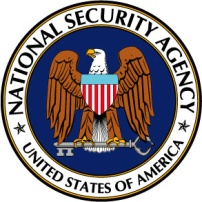 NATIONAL SECURITY AGENCY
UNITED STATES OF AMERICA